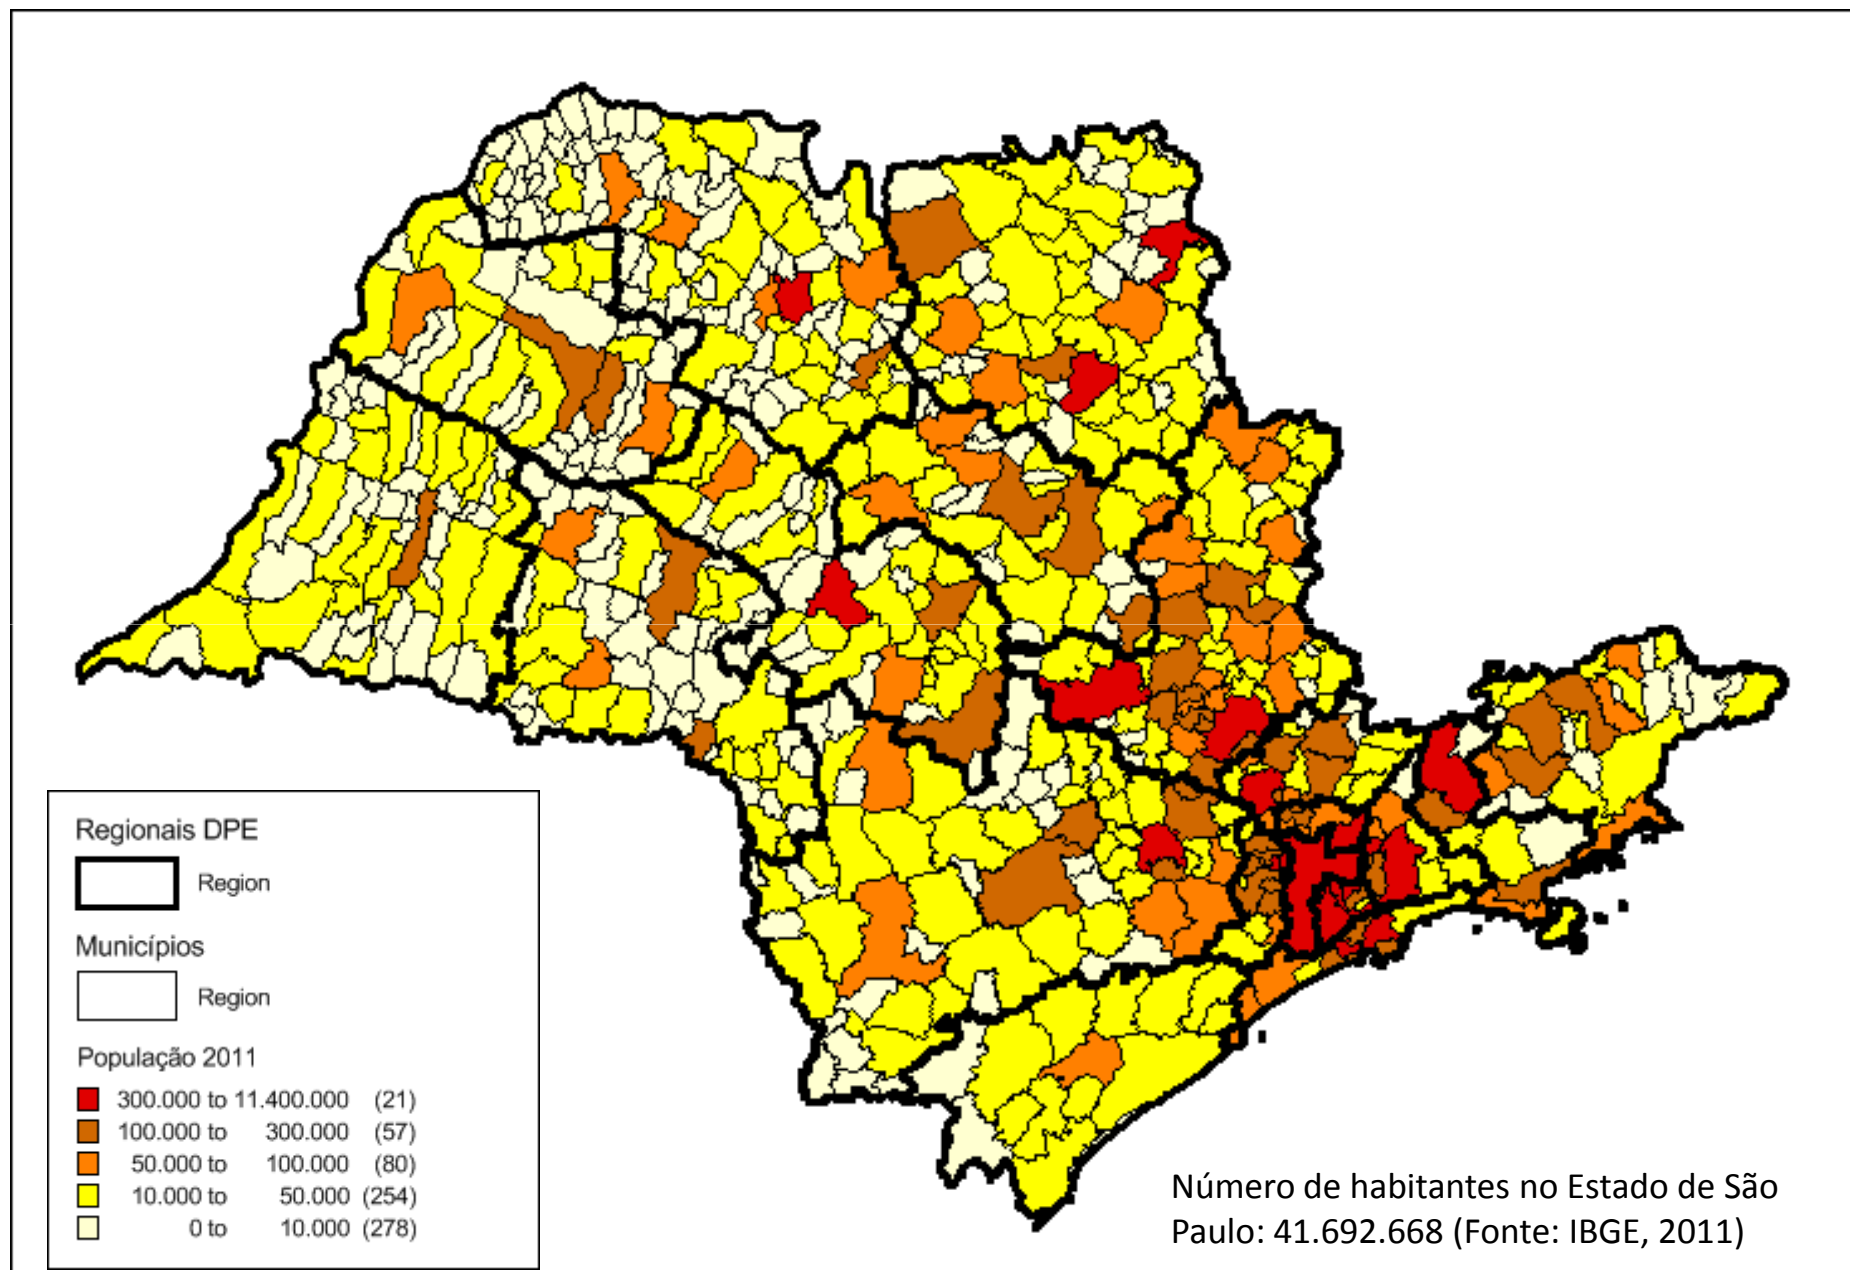 Regionais DPE
Region
Municípios
Region
População 2011
300.000 to 11.400.000 (21)
100.000 to 300.000 (57)
50.000 to 100.000 (80)
10.000 to 50.000 (254)
0 to 10.000 (278)
Número de habitantes no Estado de São
Paulo: 41.692.668 (Fonte: IBGE, 2011)